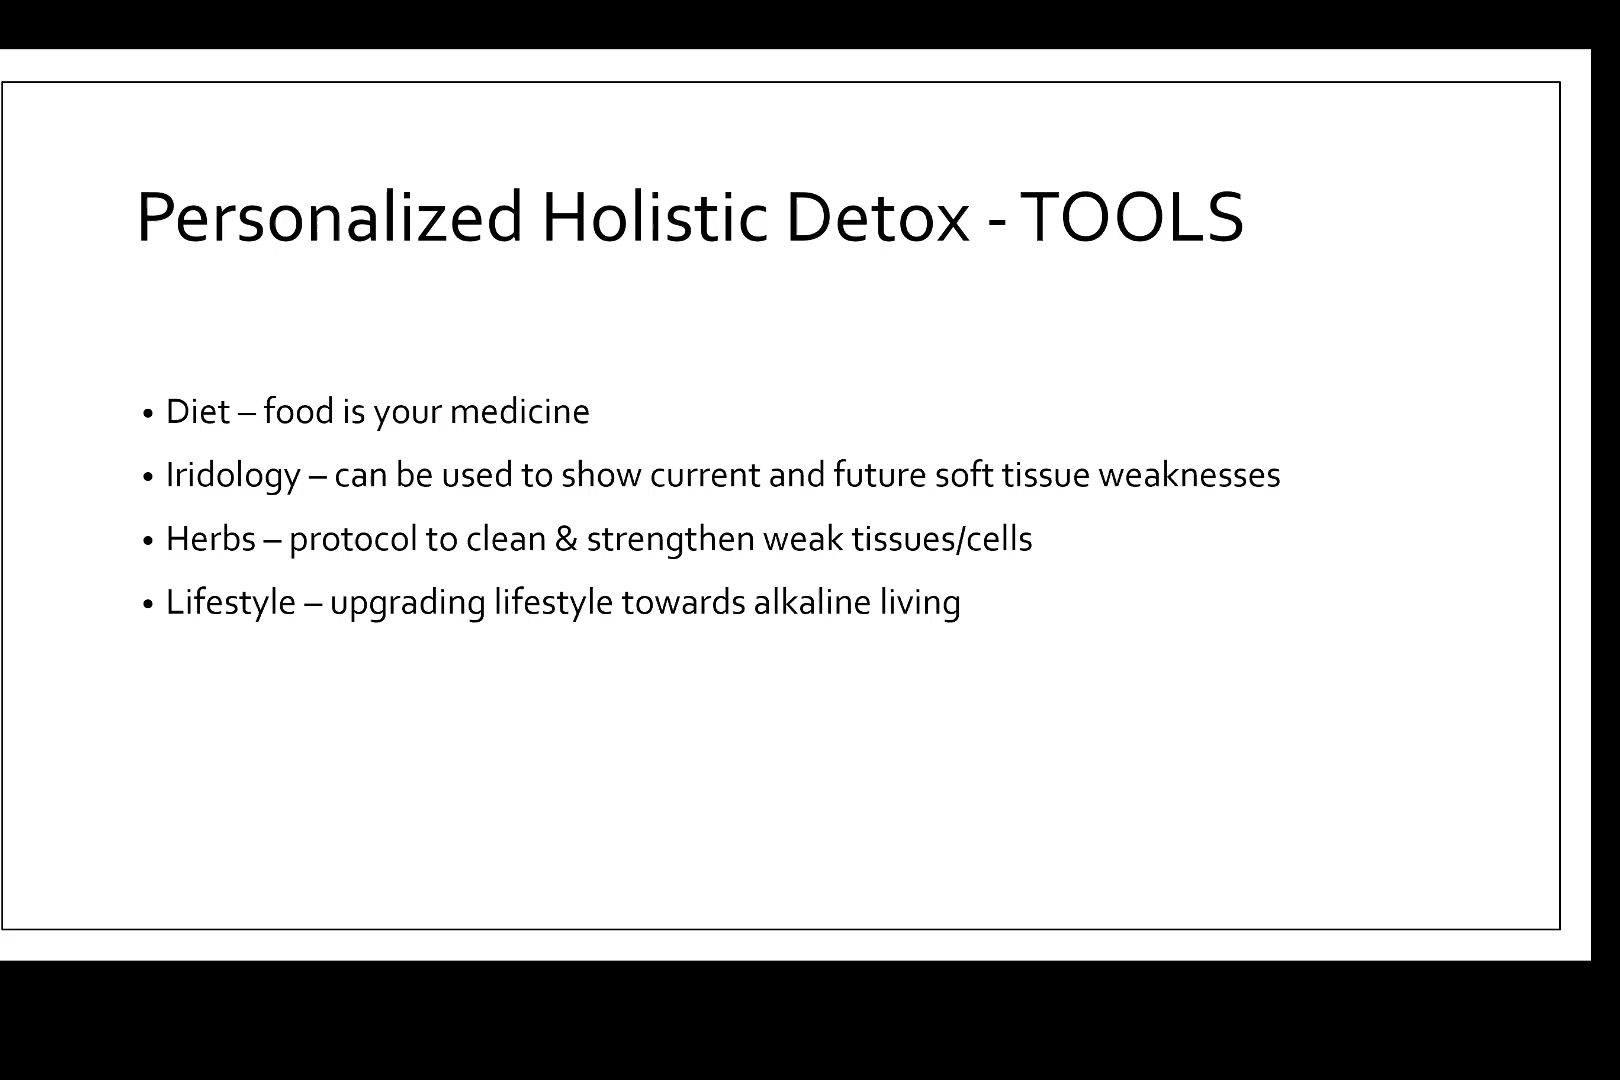 Personalized Holistic Detox - TOOLS
• Diet – food is your medicine
• Iridology – can be used to show current and future soft tissue weaknesses
• Herbs – protocol to clean & strengthen weak tissues/cells
• Lifestyle – upgrading lifestyle towards alkaline living